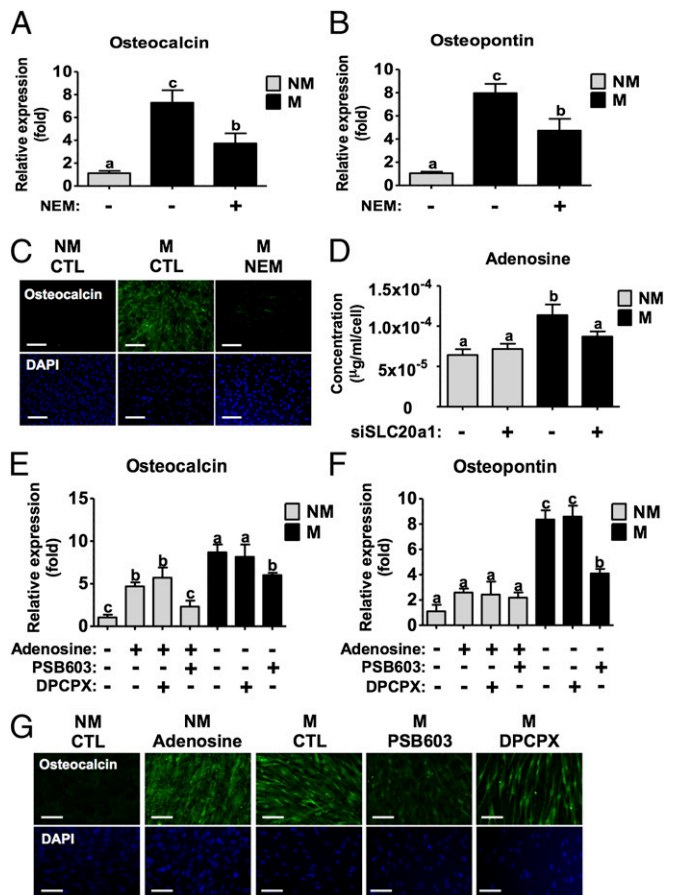 A
Osteocalcin
Relative expression
(fold)
10
8
6
4
2
0
a
c
b
NM
M
NEM: - - +
B
Osteopontin
Relative expression
(fold)
10
8
6
4
2
0
a
c
b
NM
M
NEM: - - +
C
NM M M
CTL CTL NEM
Osteocalcin
DAPI
D
Adenosine
Concentration
(µg/ml/cell)
1.5x10-4
1.0x10-4
5x10-5
0
a
a
b
a
NM
M
siSLC20a1: - + - +
E
Osteocalcin
Relative expression
(fold)
15
10
5
0
c
b
b
c
a
a
b
NM
M
Adenosine: - + + + - - -
PSB603: - - - + - - +
DPCPX: - - + - - + -
F
Osteopontin
Relative expression
(fold)
10
8
6
4
2
0
a
a
a
a
c
c
b
NM
M
Adenosine: - + + + - - -
PSB603: - - - + - - +
DPCPX: - - + - - + -
G
NM NM M M M
CTL Adenosine CTL PSB603 DPCPX
Osteocalcin
DAPI